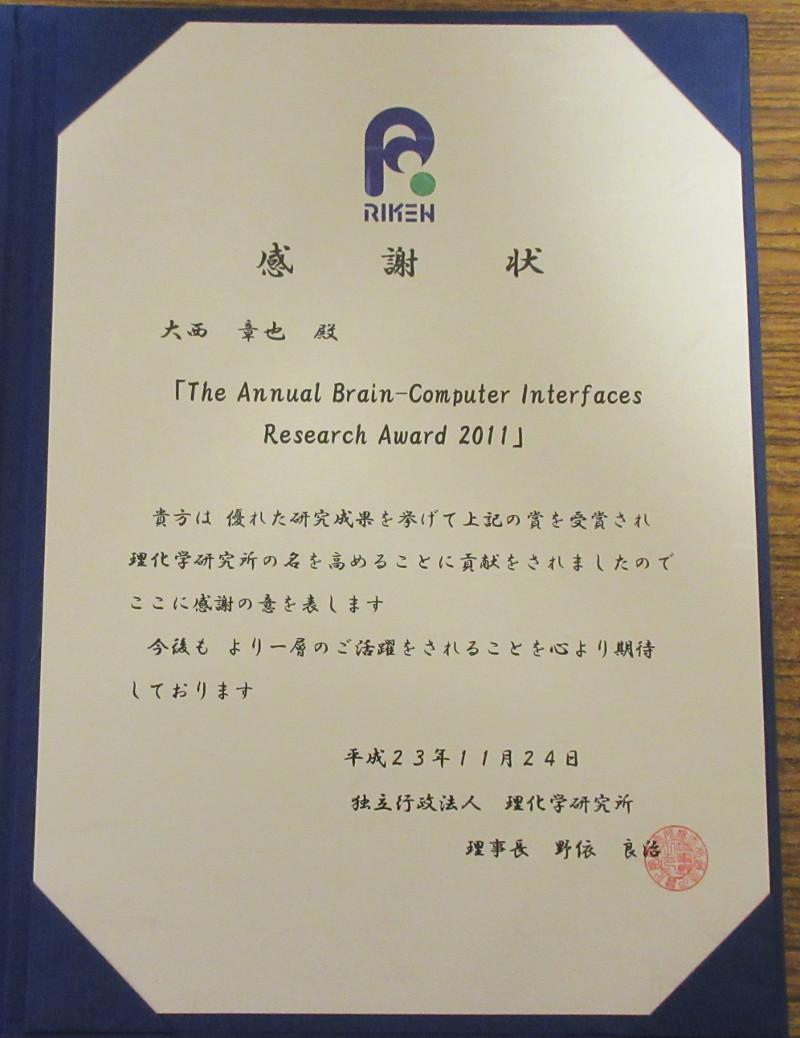 RIKEN
感謝状
大西 章也 殿
「The Annual Brain-Computer Interfaces
Research Award 2011」
貴方は 優れた研究成果を挙げて上記の賞を受賞され
理化学研究所の名を高めることに貢献をされましたので
ここに感謝の意を表します
今後も より一層のご活躍をされることを心より期待
しております
平成23年11月24日
独立行政法人 理化学研究所
理事長 野依 良治